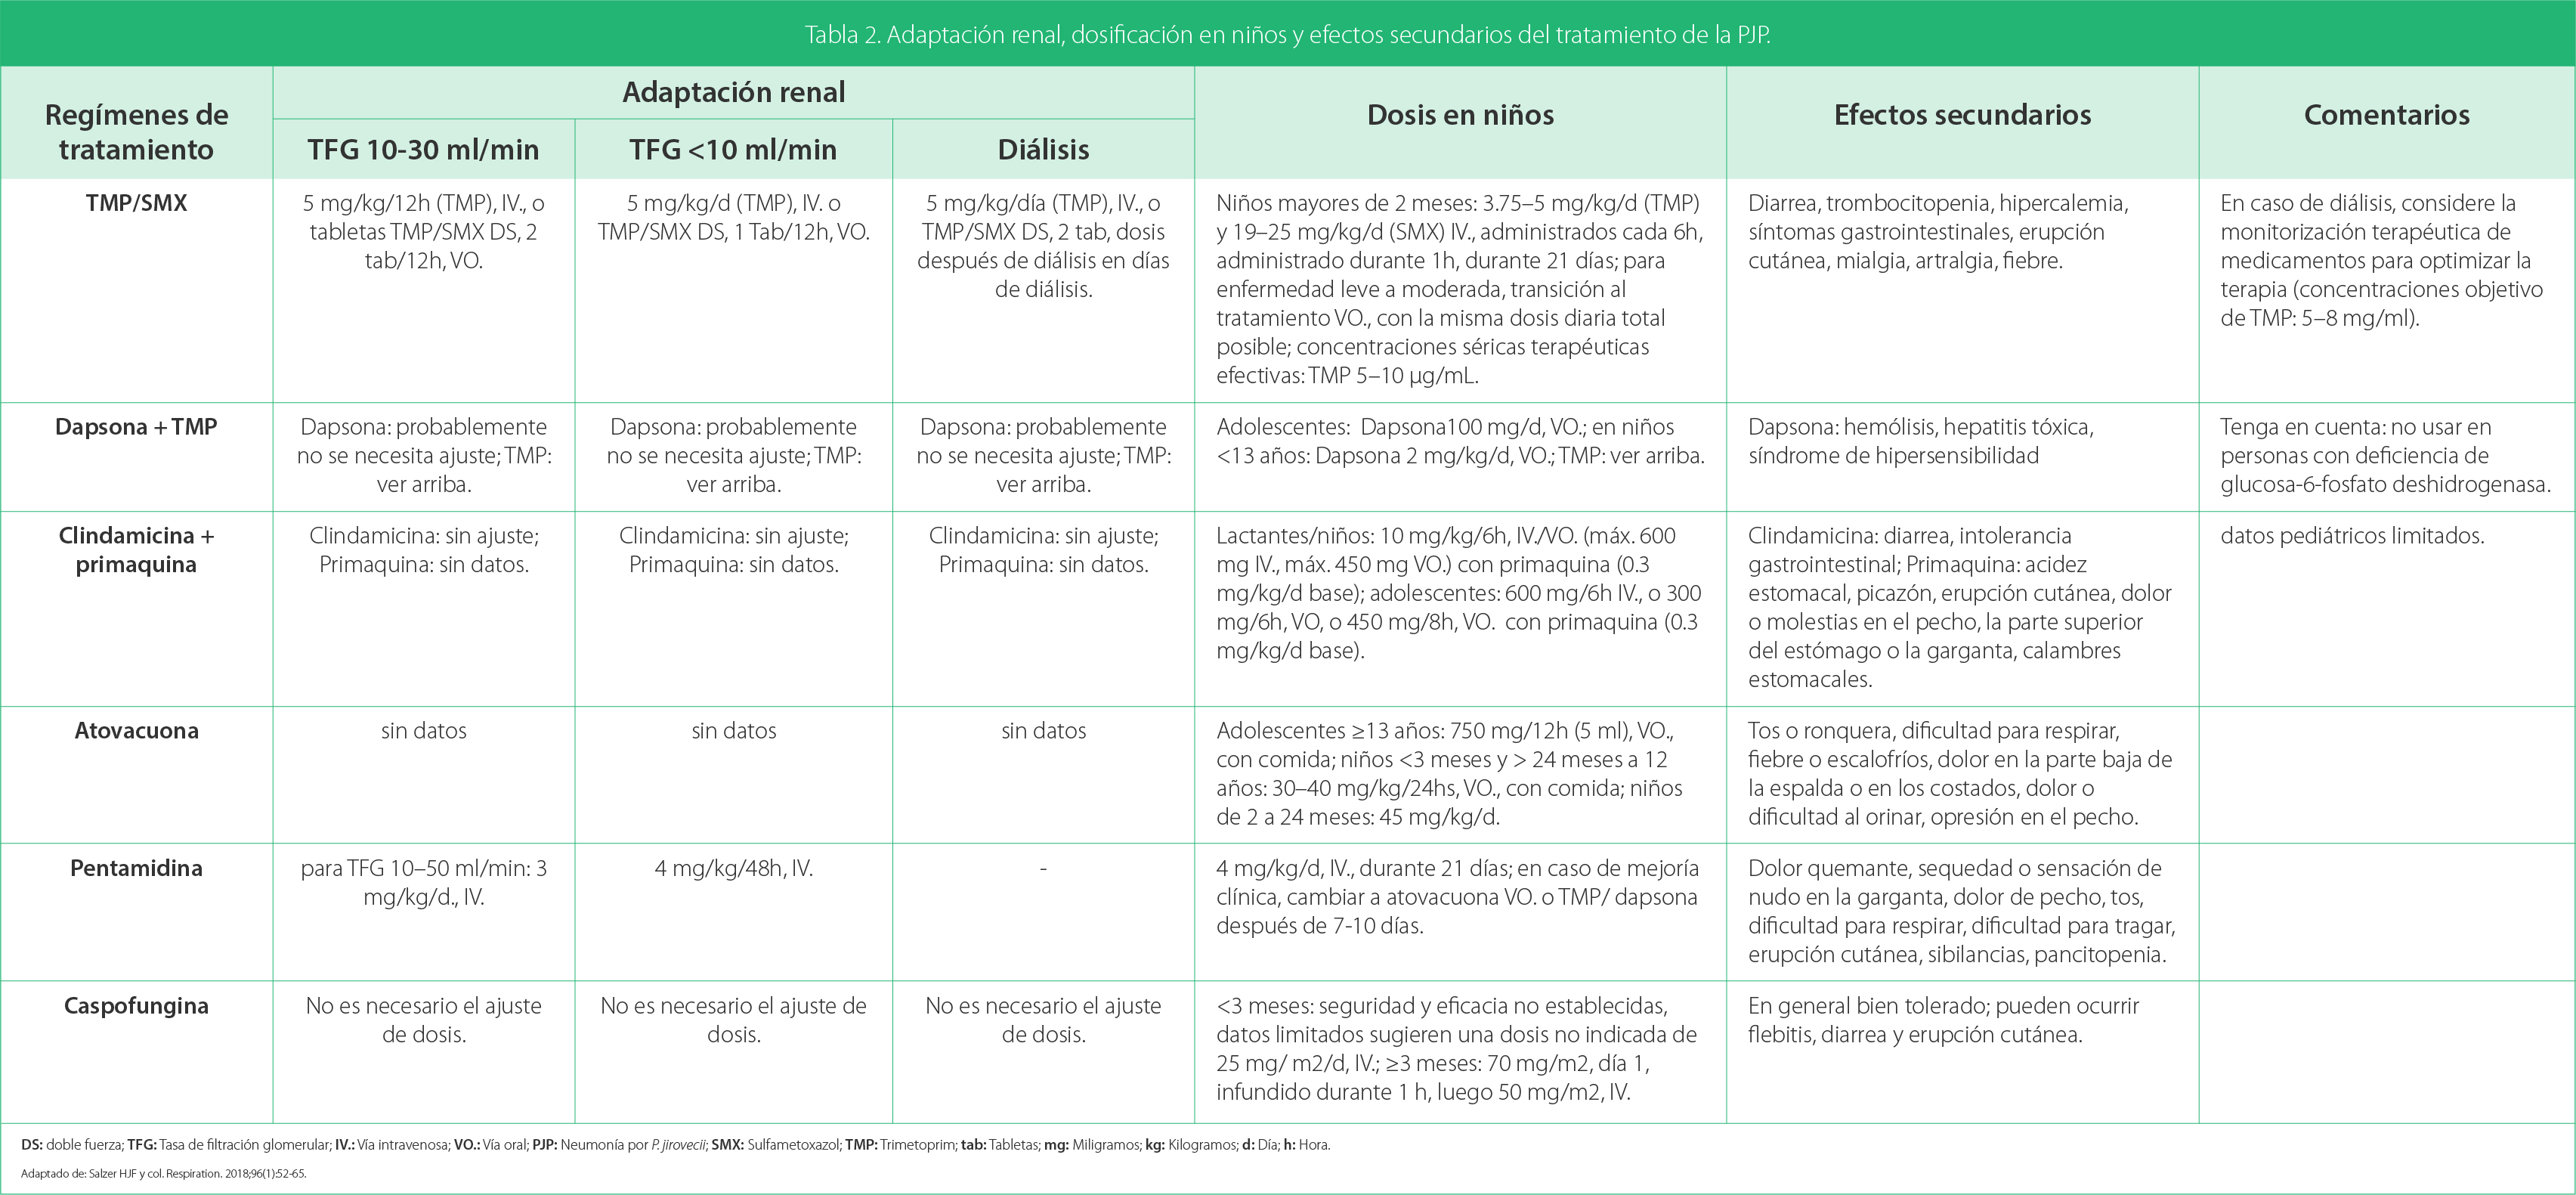 Tabla 2. Adaptación renal, dosificación en niños y efectos secundarios del tratamiento de la PJP.
Regímenes de
tratamiento
Adaptación renal
TFG 10-30 ml/min
TFG <10 ml/min
Diálisis
Dosis en niños
Efectos secundarios
Comentarios
TMP/SMX
5 mg/kg/12h (TMP), IV., o
tabletas TMP/SMX DS, 2
tab/12h, VO.
5 mg/kg/d (TMP), IV. o
TMP/SMX DS, 1 Tab/12h, VO.
5 mg/kg/día (TMP), IV., o
TMP/SMX DS, 2 tab, dosis
después de diálisis en días
de diálisis.
Niños mayores de 2 meses: 3.75–5 mg/kg/d (TMP)
y 19–25 mg/kg/d (SMX) IV., administrados cada 6h,
administrado durante 1h, durante 21 días; para
enfermedad leve a moderada, transición al
tratamiento VO., con la misma dosis diaria total
posible; concentraciones séricas terapéuticas
efectivas: TMP 5–10 µg/mL.
Diarrea, trombocitopenia, hipercalemia,
síntomas gastrointestinales, erupción
cutánea, mialgia, artralgia, fiebre.
En caso de diálisis, considere la
monitorización terapéutica de
medicamentos para optimizar la
terapia (concentraciones objetivo
de TMP: 5–8 mg/ml).
Dapsona + TMP
Dapsona: probablemente
no se necesita ajuste; TMP:
ver arriba.
Dapsona: probablemente
no se necesita ajuste; TMP:
ver arriba.
Dapsona: probablemente
no se necesita ajuste; TMP:
ver arriba.
Adolescentes: Dapsona100 mg/d, VO.; en niños
<13 años: Dapsona 2 mg/kg/d, VO.; TMP: ver arriba.
Dapsona: hemólisis, hepatitis tóxica,
síndrome de hipersensibilidad
Tenga en cuenta: no usar en
personas con deficiencia de
glucosa-6-fosfato deshidrogenasa.
Clindamicina +
primaquina
Clindamicina: sin ajuste;
Primaquina: sin datos.
Clindamicina: sin ajuste;
Primaquina: sin datos.
Clindamicina: sin ajuste;
Primaquina: sin datos.
Lactantes/niños: 10 mg/kg/6h, IV./VO. (máx. 600
mg IV., máx. 450 mg VO.) con primaquina (0.3
mg/kg/d base); adolescentes: 600 mg/6h IV., o 300
mg/6h, VO, o 450 mg/8h, VO. con primaquina (0.3
mg/kg/d base).
Clindamicina: diarrea, intolerancia
gastrointestinal; Primaquina: acidez
estomacal, picazón, erupción cutánea, dolor
o molestias en el pecho, la parte superior
del estómago o la garganta, calambres
estomacales.
datos pediátricos limitados.
Atovacuona
sin datos
sin datos
sin datos
Adolescentes ≥13 años: 750 mg/12h (5 ml), VO.,
con comida; niños <3 meses y > 24 meses a 12
años: 30–40 mg/kg/24hs, VO., con comida; niños
de 2 a 24 meses: 45 mg/kg/d.
Tos o ronquera, dificultad para respirar,
fiebre o escalofríos, dolor en la parte baja de
la espalda o en los costados, dolor o
dificultad al orinar, opresión en el pecho.
Pentamidina
para TFG 10–50 ml/min: 3
mg/kg/d., IV.
4 mg/kg/48h, IV.
-
4 mg/kg/d, IV., durante 21 días; en caso de mejoría
clínica, cambiar a atovacuona VO. o TMP/ dapsona
después de 7-10 días.
Dolor quemante, sequedad o sensación de
nudo en la garganta, dolor de pecho, tos,
dificultad para respirar, dificultad para tragar,
erupción cutánea, sibilancias, pancitopenia.
Caspofungina
No es necesario el ajuste
de dosis.
No es necesario el ajuste de
dosis.
No es necesario el ajuste
de dosis.
<3 meses: seguridad y eficacia no establecidas,
datos limitados sugieren una dosis no indicada de
25 mg/ m2/d, IV.; ≥3 meses: 70 mg/m2, día 1,
infundido durante 1 h, luego 50 mg/m2, IV.
En general bien tolerado; pueden ocurrir
flebitis, diarrea y erupción cutánea.
DS: doble fuerza; TFG: Tasa de filtración glomerular; IV.: Vía intravenosa; VO.: Vía oral; PJP: Neumonía por P. jirovecii; SMX: Sulfametoxazol; TMP: Trimetoprim; tab: Tabletas; mg: Miligramos; kg: Kilogramos; d: Día; h: Hora.
Adaptado de: Salzer HJF y col. Respiration. 2018;96(1):52-65.